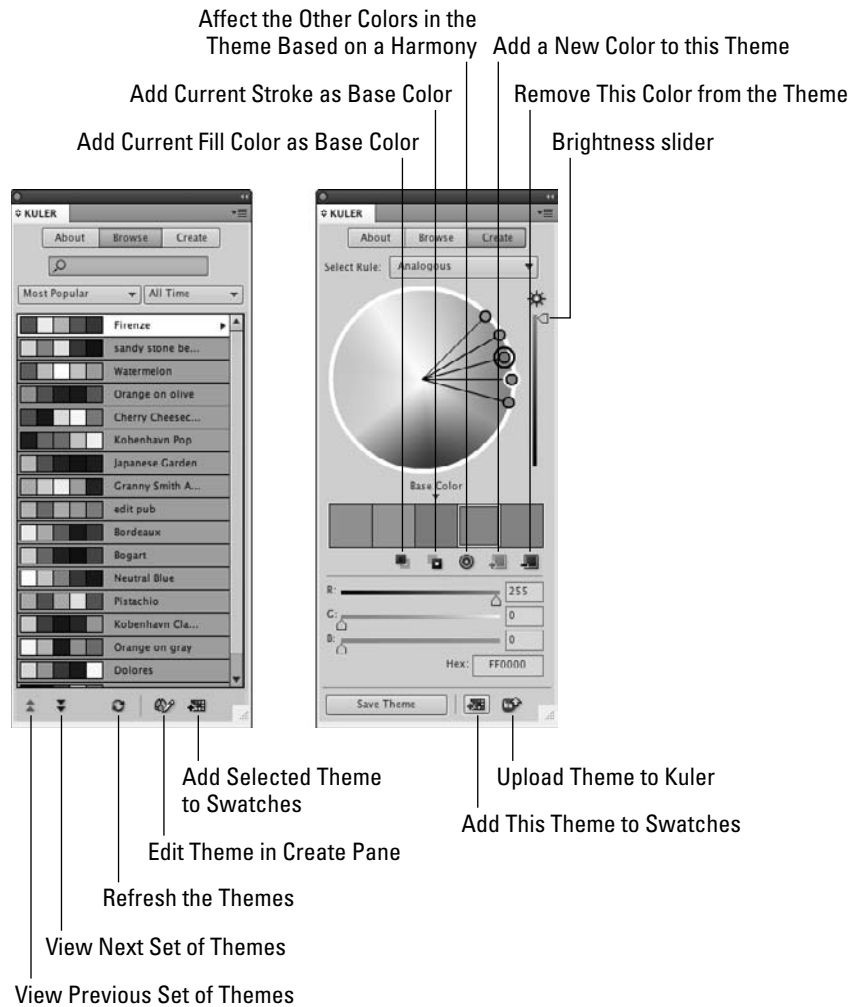 Affect the Other Colors in the
Theme Based on a Harmony
Add a New Color to this Theme
Add Current Stroke as Base Color
Remove This Color from the Theme
Add Current Fill Color as Base Color
Brightness slider
KULER
About Browse Create
Most Popular All Time
Firenze
sandy stone be...
Watermelon
Orange on olive
Cherry Cheesec...
Kobenhavn Pop
Japanese Garden
Granny Smith A...
edit pub
Bordeaux
Bogart
Neutral Blue
Pistachio
Kobenhavn Cla...
Orange on gray
Dolores
KULER
About Browse Create
Select Rule: Analogous
Base Color
R: 255
G: 0
B: 0
Hex: FF0000
Save Theme
Add Selected Theme
to Swatches
Upload Theme to Kuler
Add This Theme to Swatches
Edit Theme in Create Pane
Refresh the Themes
View Next Set of Themes
View Previous Set of Themes